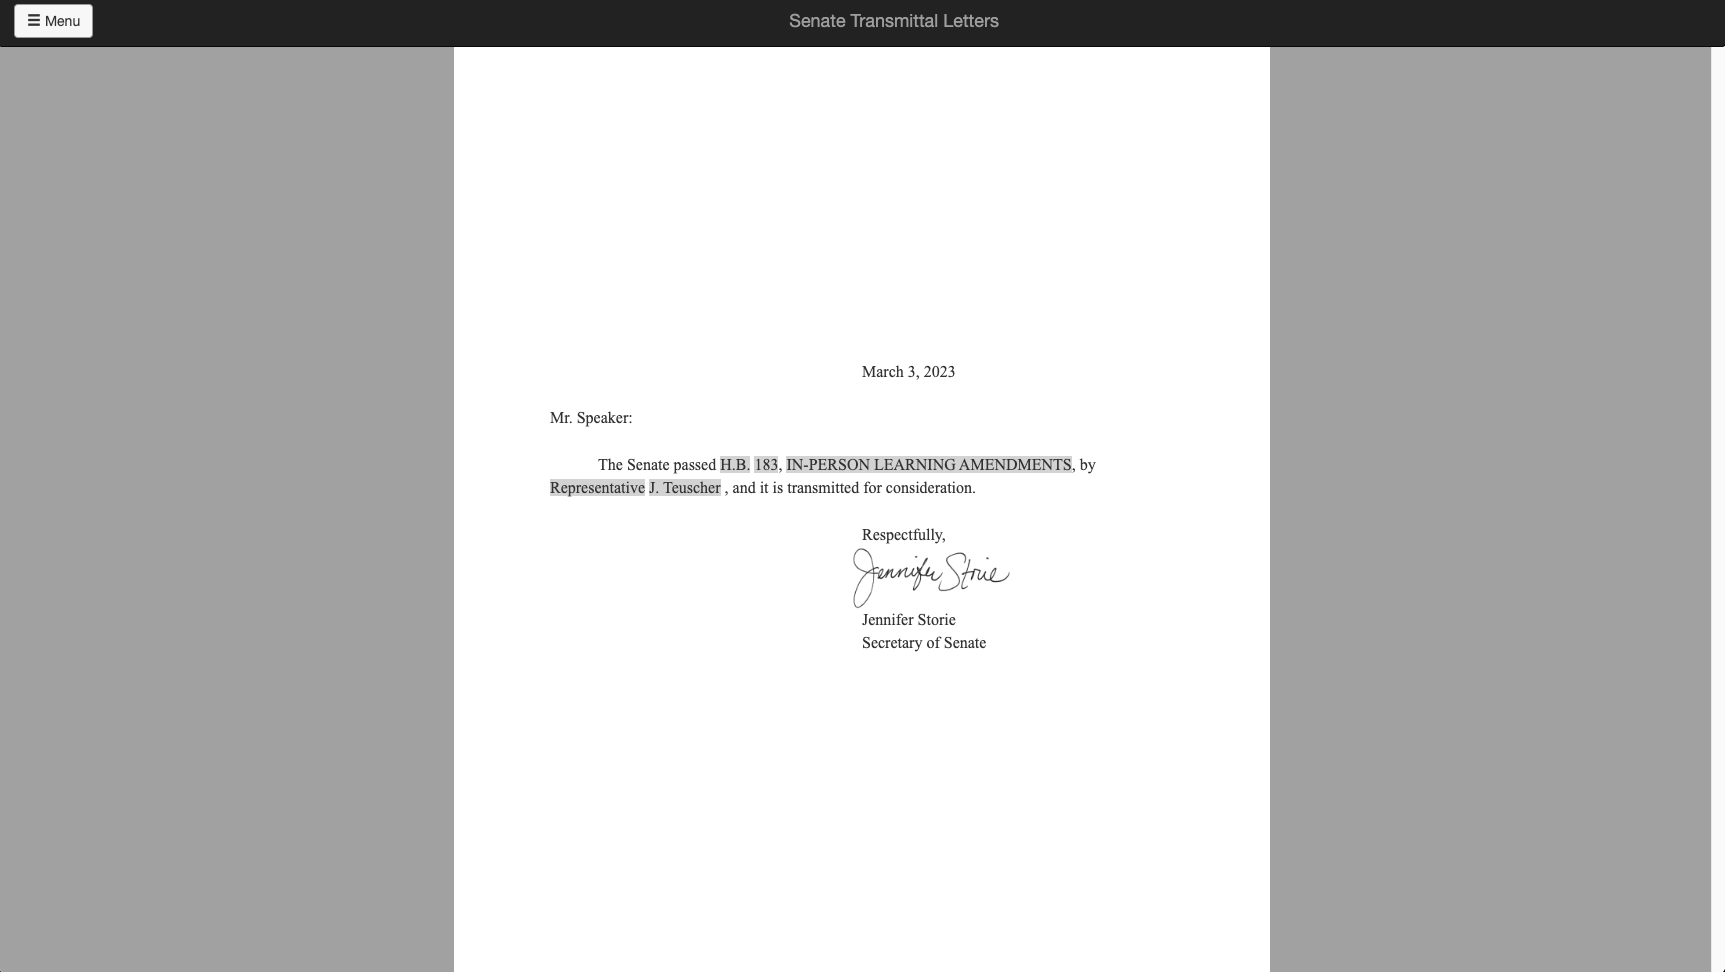 Menu
Senate Transmittal Letters
March 3, 2023
Mr. Speaker:
The Senate passed H.B. 183, IN-PERSON LEARNING AMENDMENTS, by
Representative J. Teuscher , and it is transmitted for consideration.
Respectfully,
Jennifer Storie
Jennifer Storie
Secretary of Senate